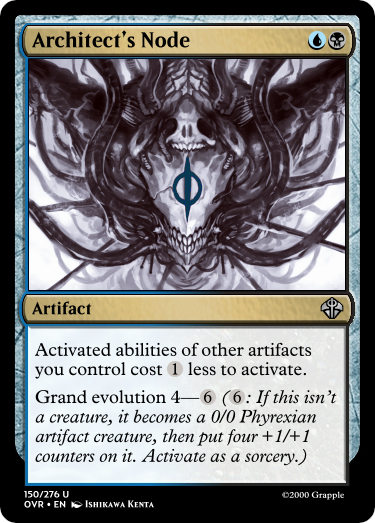 Architect's Node
Artifact
Activated abilities of other artifacts
you control cost 1 less to activate.
Grand evolution 4—6 (6: If this isn't
a creature, it becomes a 0/0 Phyrexian
artifact creature, then put four +1/+1
counters on it. Activate as a sorcery.)
150/276 U
OVR • EN Ishikawa Kenta
©2000 Grapple